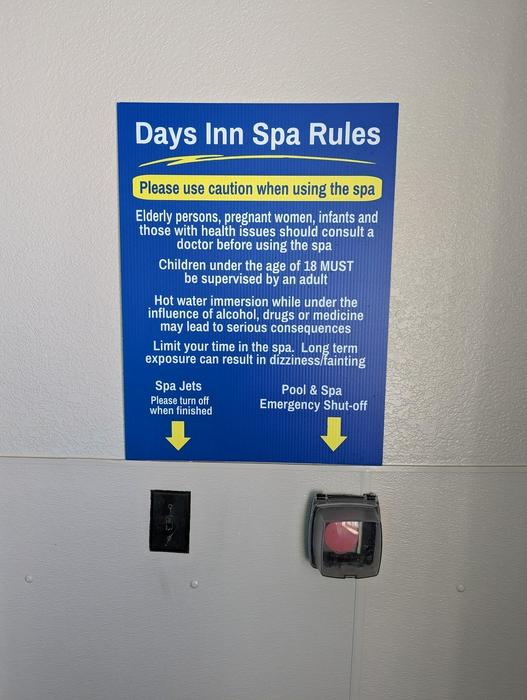 Days Inn Spa Rules
Please use caution when using the spa
Elderly persons, pregnant women, infants and
those with health issues should consult a
doctor before using the spa
Children under the age of 18 MUST
be supervised by an adult
Hot water immersion while under the
influence of alcohol, drugs or medicine
may lead to serious consequences
Limit your time in the spa. Long term
exposure can result in dizziness/fainting
Spa Jets
Please turn off
when finished
Pool & Spa
Emergency Shut-off